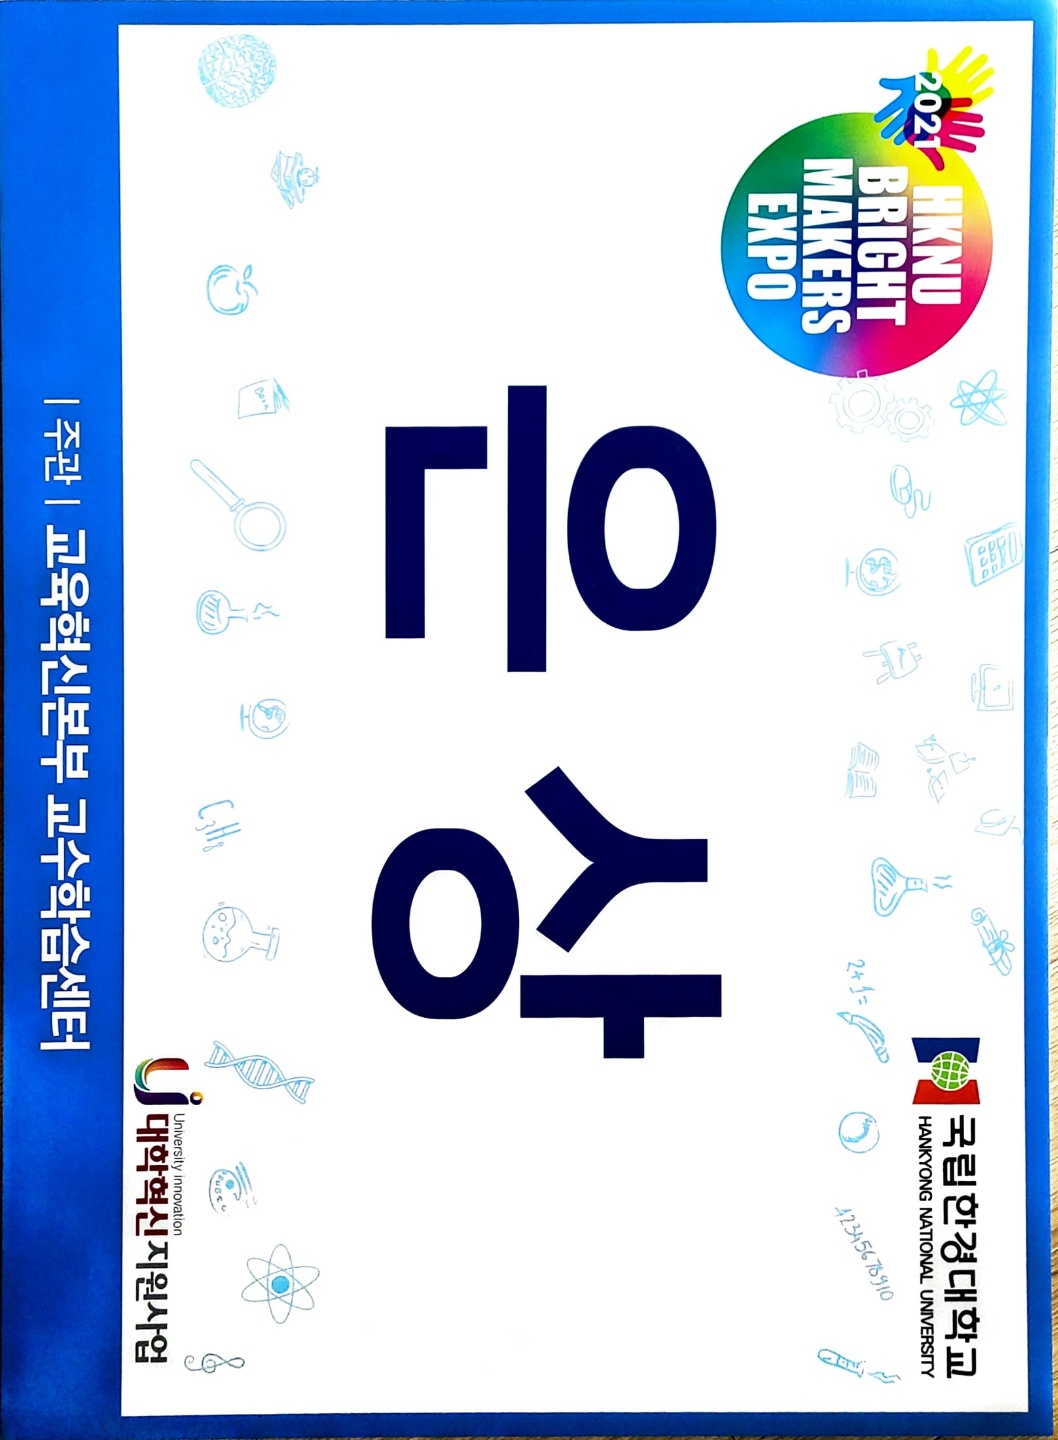 2021
HKNU
BRIGHT
MAKERS
EXPO
국립한경대학교
HANKYONG NATIONAL UNIVERSITY
2+1=
12345678910
은상
Book
C3H8
University innovation
대학혁신지원사업
| 주관 | 교육혁신본부 교수학습센터